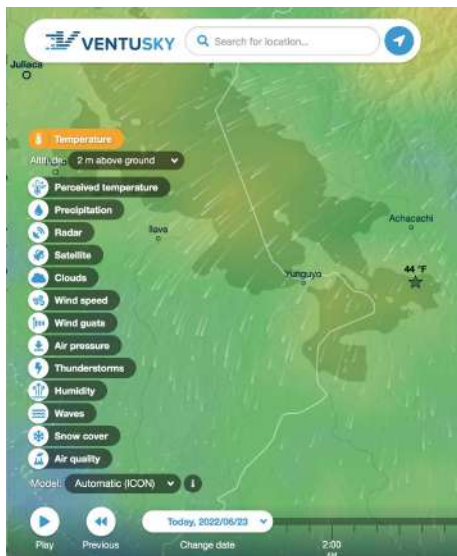 VENTUSKY
Search for location...
Juliaca
Temperature
Altitude: 2 m above ground
Perceived temperature
Precipitation
Achacachi
Radar
Ilave
Satellite
Yunguyo
44 °F
Clouds
Wind speed
Wind gusts
Air pressure
Thunderstorms
Humidity
Waves
Snow cover
Air quality
Model: Automatic (ICON) i
Today, 2022/06/23
Play
Previous
Change date
2:00
AM